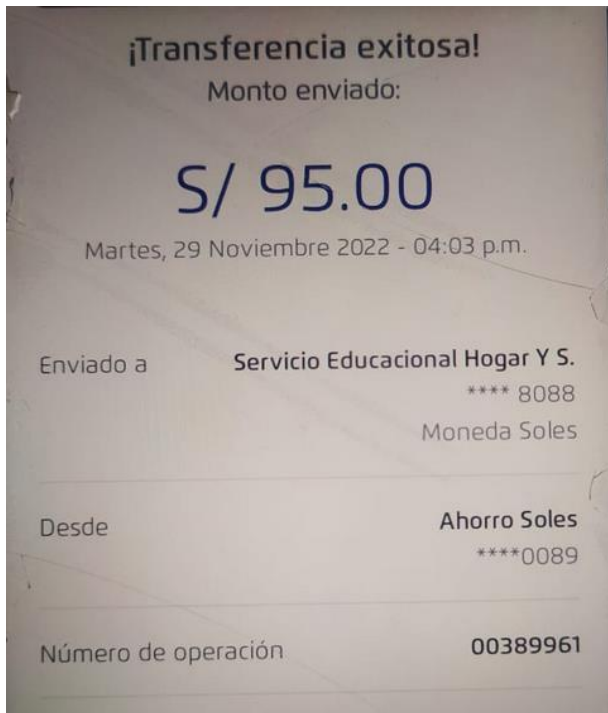 ¡Transferencia exitosa!
Monto enviado:
S/ 95.00
Martes, 29 Noviembre 2022 - 04:03 p.m.
Enviado a Servicio Educacional Hogar Y S.
**** 8088
Moneda Soles
Desde Ahorro Soles
****0089
Número de operación 00389961